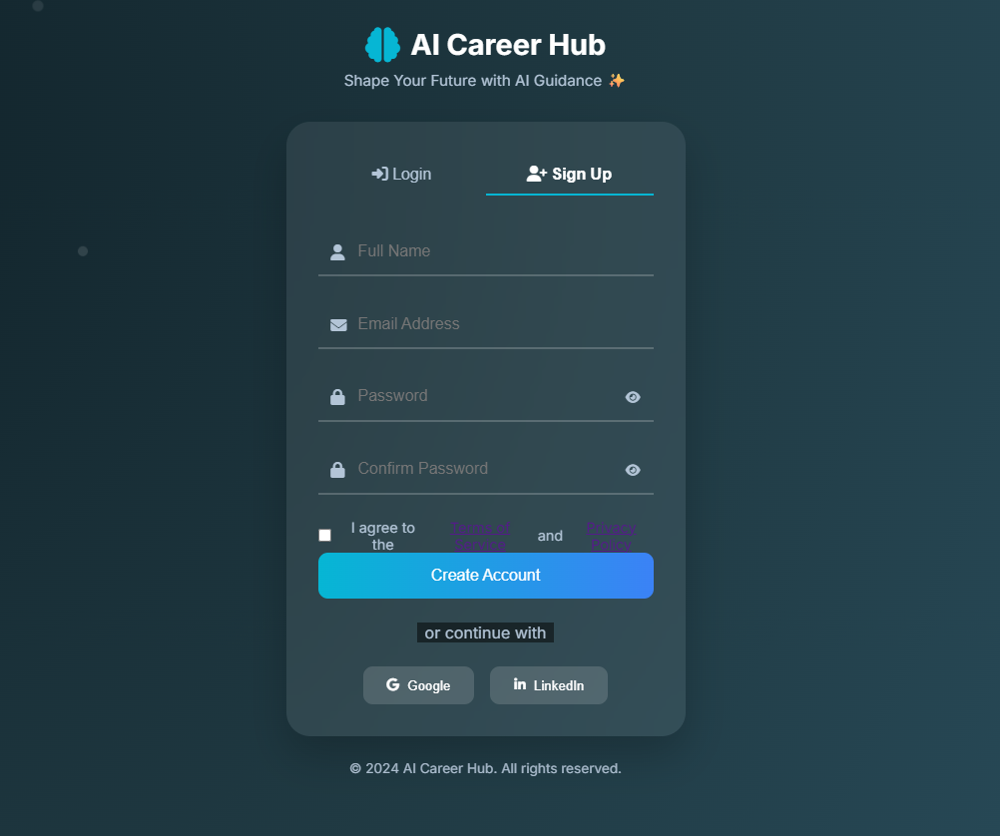 AI Career Hub
Shape Your Future with AI Guidance ✨
Login Sign Up
Full Name
Email Address
Password
Confirm Password
I agree to the Terms of Service and Privacy Policy
Create Account
or continue with
Google LinkedIn
© 2024 AI Career Hub. All rights reserved.